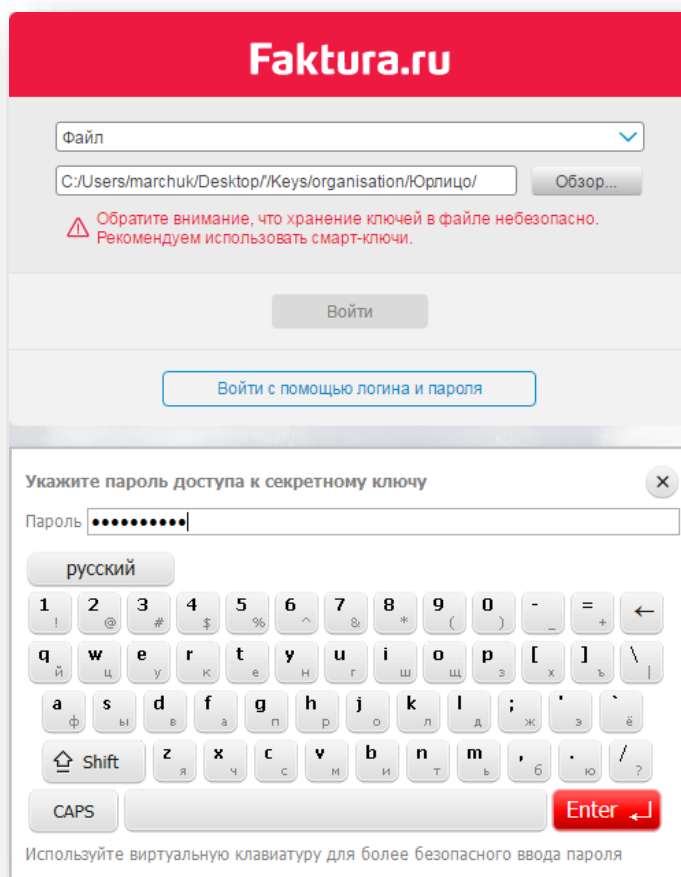 Faktura.ru
Файл
C:/Users/marchuk/Desktop/'/Keys/organisation/Юрлицо/ Обзор...
Обратите внимание, что хранение ключей в файле небезопасно.
Рекомендуем использовать смарт-ключи.
Войти
Войти с помощью логина и пароля
Укажите пароль доступа к секретному ключу
Пароль ••••••••••
русский
1 ! 2 @ 3 # 4 $ 5 % 6 ^ 7 & 8 * 9 ( 0 ) - _ = + ←
q й w ц e у r к t е y н u г i ш o щ p з [ х ] ъ \ |
a ф s ы d в f а g п h р j о k л l д ; ж ' э ` ё
Shift z я x ч c с v м b и n т m ь , б . ю / ?
CAPS Enter
Используйте виртуальную клавиатуру для более безопасного ввода пароля